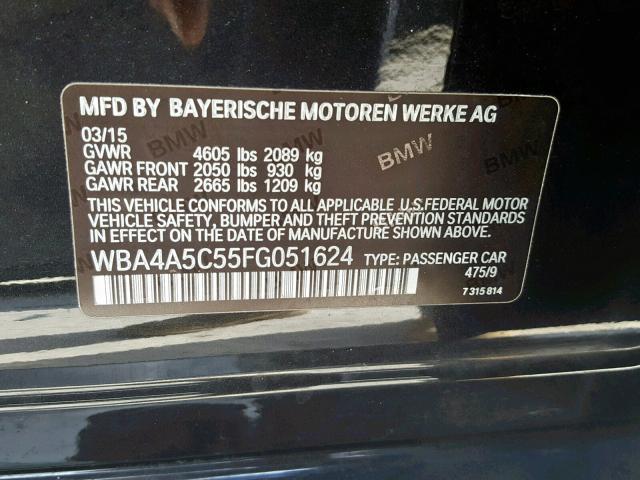 MFD BY BAYERISCHE MOTOREN WERKE AG
03/15
GVWR 4605 lbs 2089 kg
GAWR FRONT 2050 lbs 930 kg
GAWR REAR 2665 lbs 1209 kg
BMW
BMW
THIS VEHICLE CONFORMS TO ALL APPLICABLE U.S.FEDERAL MOTOR
VEHICLE SAFETY, BUMPER AND THEFT PREVENTION STANDARDS
IN EFFECT ON THE DATE OF MANUFACTURE SHOWN ABOVE.
WBA4A5C55FG051624 TYPE: PASSENGER CAR
475/9
7 315 814